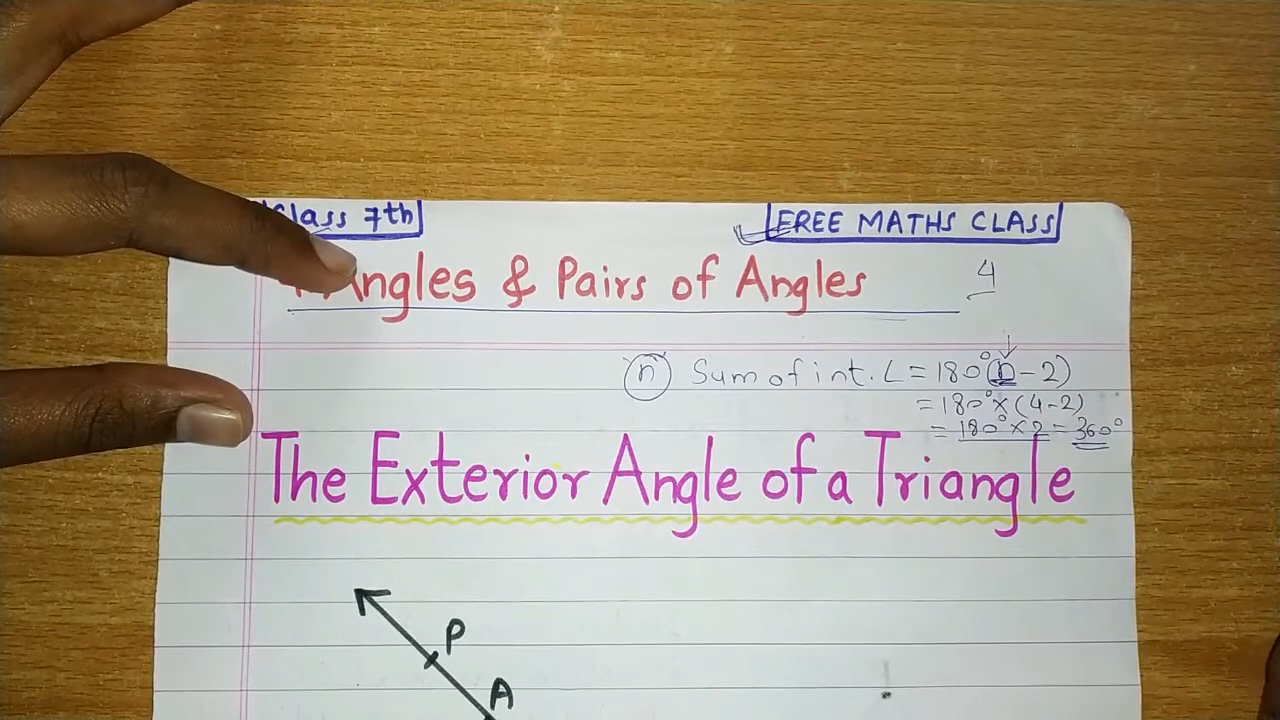 Class 7th
FREE MATHS CLASS
Angles & Pairs of Angles
4
n Sum of int. ∠ = 180°(n-2)
= 180° × (4-2)
= 180° × 2 = 360°
The Exterior Angle of a Triangle
P
A